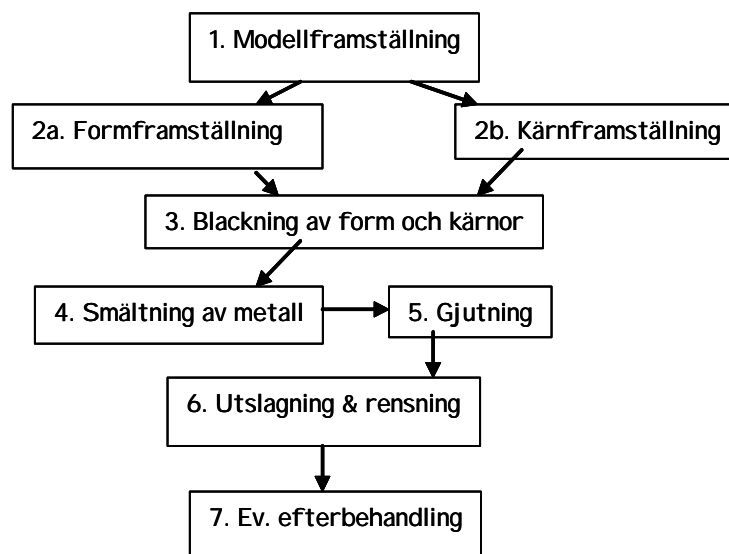 1. Modellframställning
2a. Formframställning
2b. Kärnframställning
3. Blackning av form och kärnor
4. Smältning av metall
5. Gjutning
6. Utslagning & rensning
7. Ev. efterbehandling